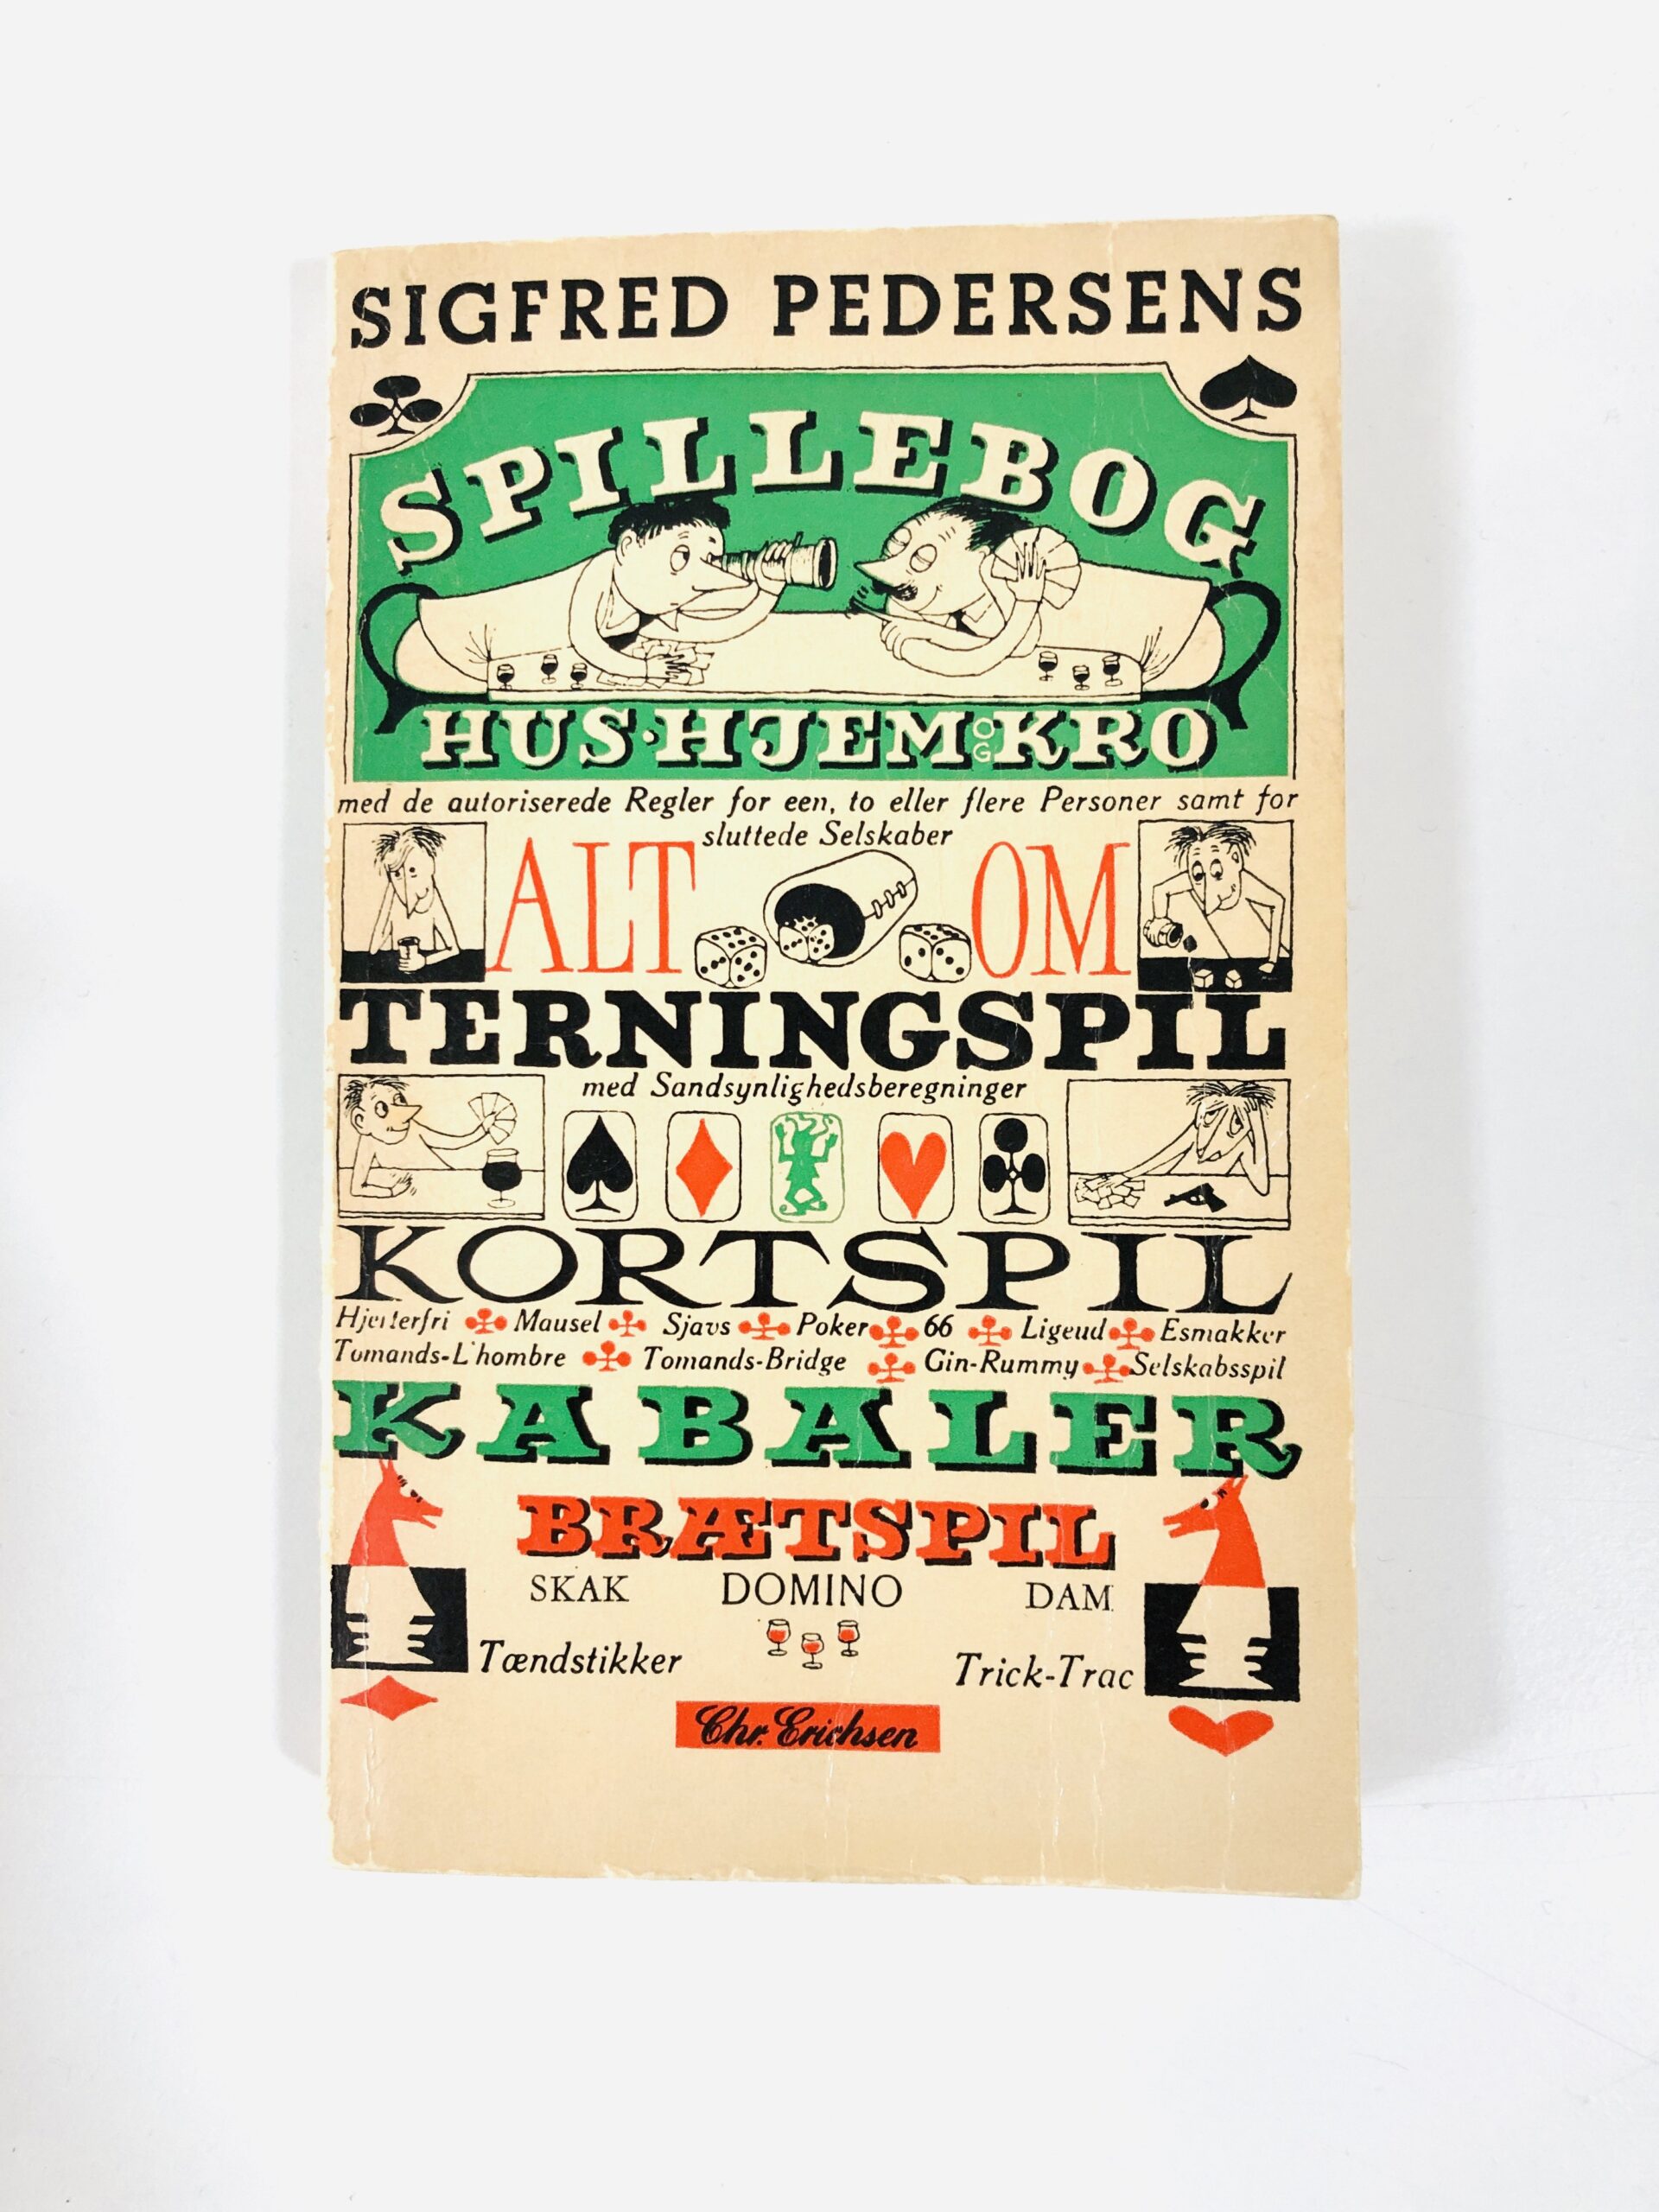 SIGFRED PEDERSENS
SPILLEBOG
HUS·HJEM OG KRO
med de autoriserede Regler for een, to eller flere Personer samt for
sluttede Selskaber
ALT OM
TERNINGSPIL
med Sandsynlighedsberegninger
KORTSPIL
Hjerterfri Mausel Sjavs Poker 66 Ligeud Esmakker
Tomands-L'hombre Tomands-Bridge Gin-Rummy Selskabsspil
KABALER
BRÆTSPIL
SKAK DOMINO DAM
Tændstikker Trick-Trac
Chr. Erichsen